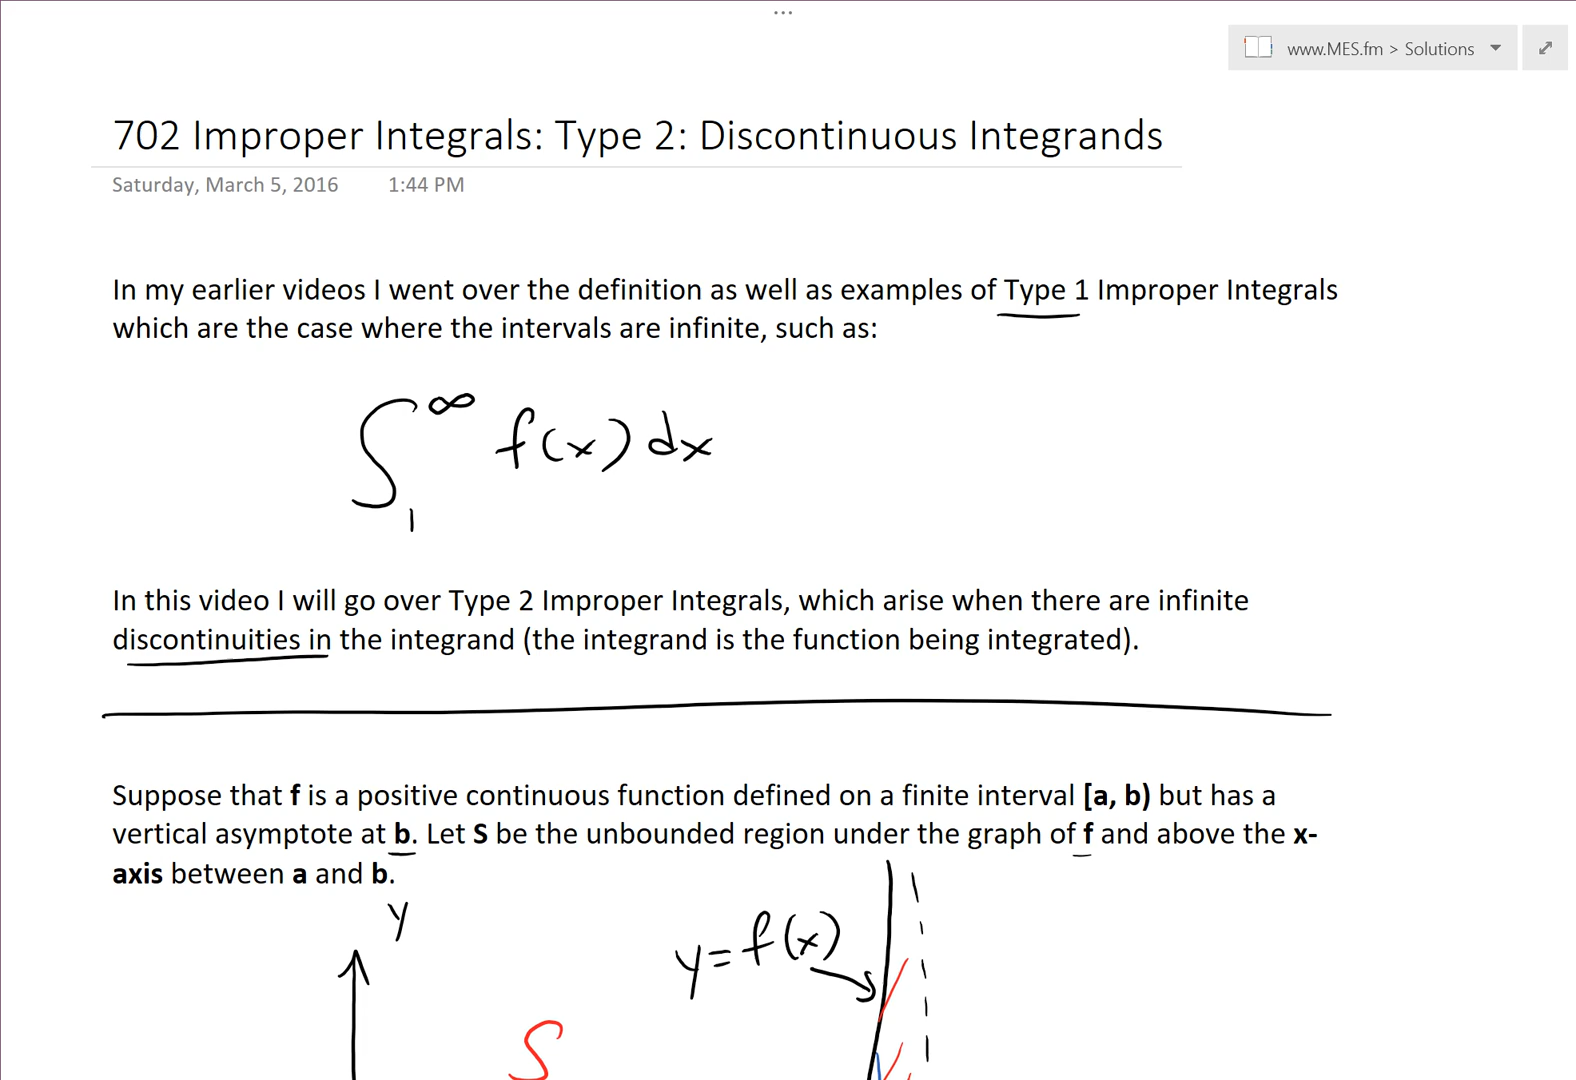 www.MES.fm > Solutions
702 Improper Integrals: Type 2: Discontinuous Integrands
Saturday, March 5, 2016 1:44 PM
In my earlier videos I went over the definition as well as examples of Type 1 Improper Integrals
which are the case where the intervals are infinite, such as:
∫₁^∞ f(x) dx
In this video I will go over Type 2 Improper Integrals, which arise when there are infinite
discontinuities in the integrand (the integrand is the function being integrated).
Suppose that f is a positive continuous function defined on a finite interval [a, b) but has a
vertical asymptote at b. Let S be the unbounded region under the graph of f and above the x-
axis between a and b.
y
y = f(x)
S